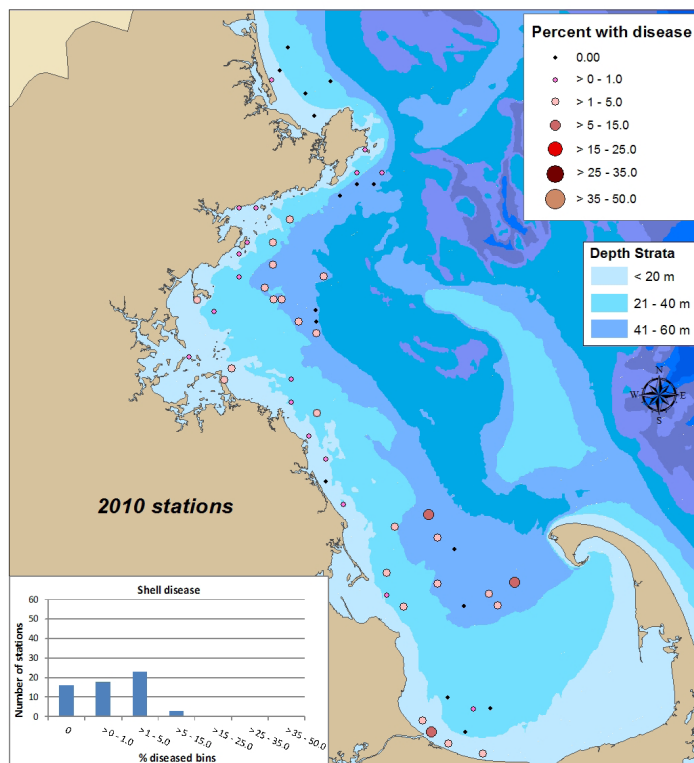 Percent with disease
0.00
> 0 - 1.0
> 1 - 5.0
> 5 - 15.0
> 15 - 25.0
> 25 - 35.0
> 35 - 50.0
Depth Strata
< 20 m
21 - 40 m
41 - 60 m
N
W E
S
2010 stations
Shell disease
Number of stations
60
50
40
30
20
10
0
0 > 0 - 1.0 > 1 - 5.0 > 5 - 15.0 > 15 - 25.0 > 25 - 35.0 > 35 - 50.0
% diseased bins